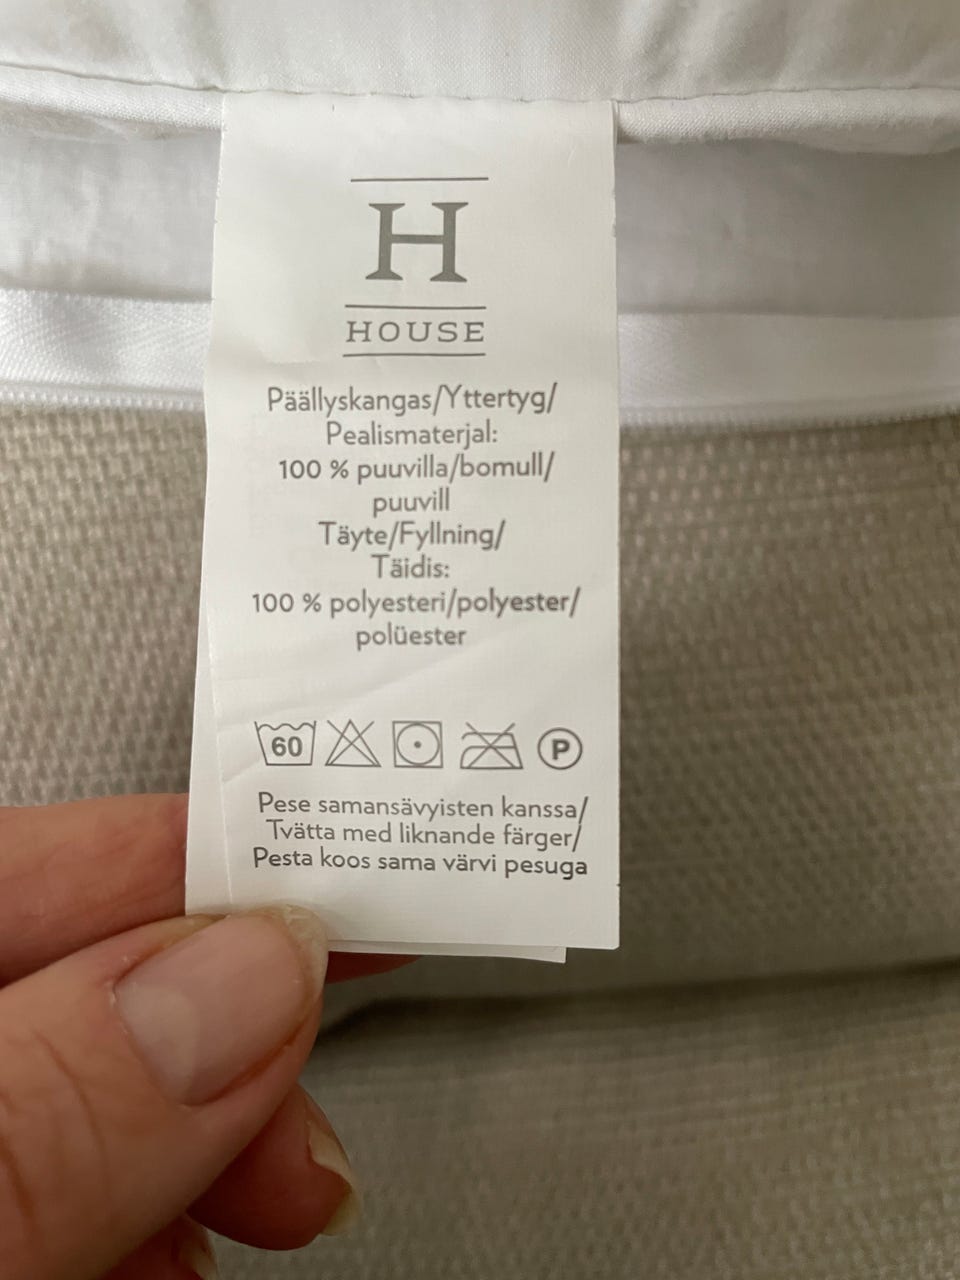 H
HOUSE
Päällyskangas/Yttertyg/
Pealismaterjal:
100 % puuvilla/bomull/
puuvill
Täyte/Fyllning/
Täidis:
100 % polyesteri/polyester/
polüester
60 P
Pese samansävyisten kanssa/
Tvätta med liknande färger/
Pesta koos sama värvi pesuga